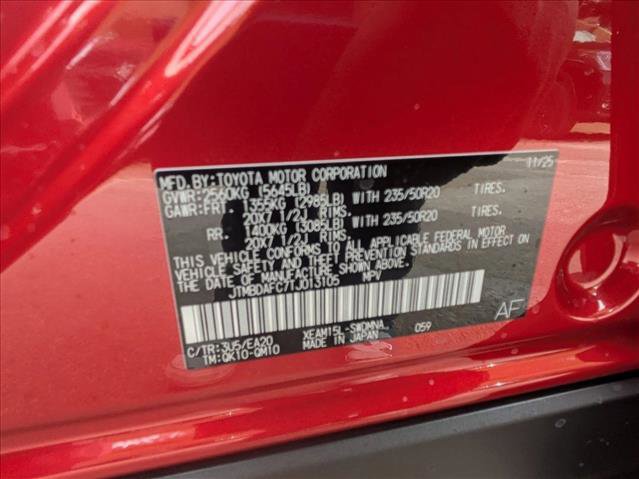 MFD. BY: TOYOTA MOTOR CORPORATION 11/25
GVWR: 2560KG (5645LB)
GAWR: FRT. 1355KG (2985LB) WITH 235/50R20 TIRES.
20X7 1/2J RIMS.
RR. 1400KG (3085LB) WITH 235/50R20 TIRES.
20X7 1/2J RIMS.
THIS VEHICLE CONFORMS TO ALL APPLICABLE FEDERAL MOTOR
VEHICLE SAFETY AND THEFT PREVENTION STANDARDS IN EFFECT ON
THE DATE OF MANUFACTURE SHOWN ABOVE.
JTMBDAFC7TJ013105 MPV
C/TR: 3U5/EA20 XEAM15L-SWDMNA 059 AF
TM: QK10-QM10 MADE IN JAPAN